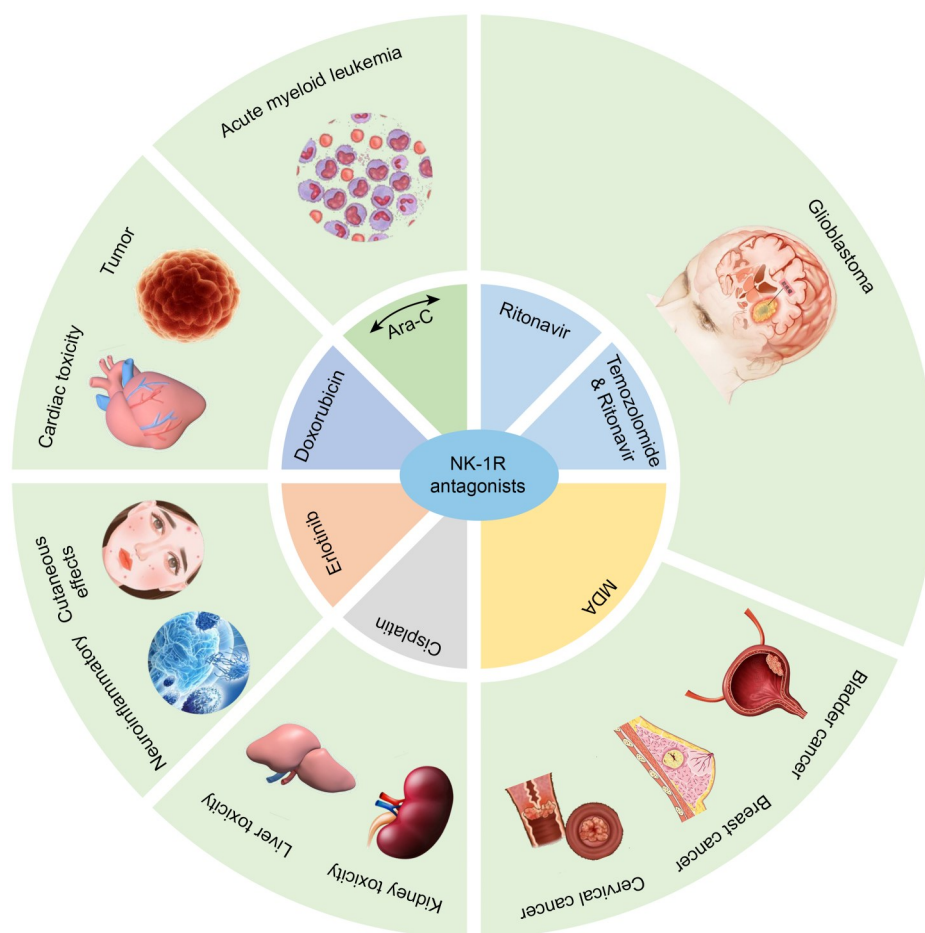 Acute myeloid leukemia
Glioblastoma
Tumor
Cardiac toxicity
Ara-C
Ritonavir
Temozolomide
& Ritonavir
Doxorubicin
NK-1R
antagonists
Erlotinib
Cisplatin
MDA
Cutaneous
effects
Neuroinflammatory
Liver toxicity
Kidney toxicity
Bladder cancer
Breast cancer
Cervical cancer